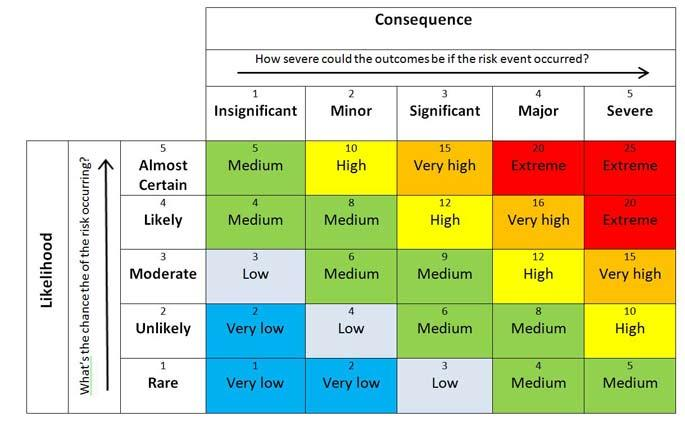 Consequence
How severe could the outcomes be if the risk event occurred?
1 2 3 4 5
Insignificant Minor Significant Major Severe
Likelihood
What's the chance the of the risk occurring?
5 5 10 15 20 25
Almost Certain Medium High Very high Extreme Extreme
4 4 8 12 16 20
Likely Medium Medium High Very high Extreme
3 3 6 9 12 15
Moderate Low Medium Medium High Very high
2 2 4 6 8 10
Unlikely Very low Low Medium Medium High
1 1 2 3 4 5
Rare Very low Very low Low Medium Medium